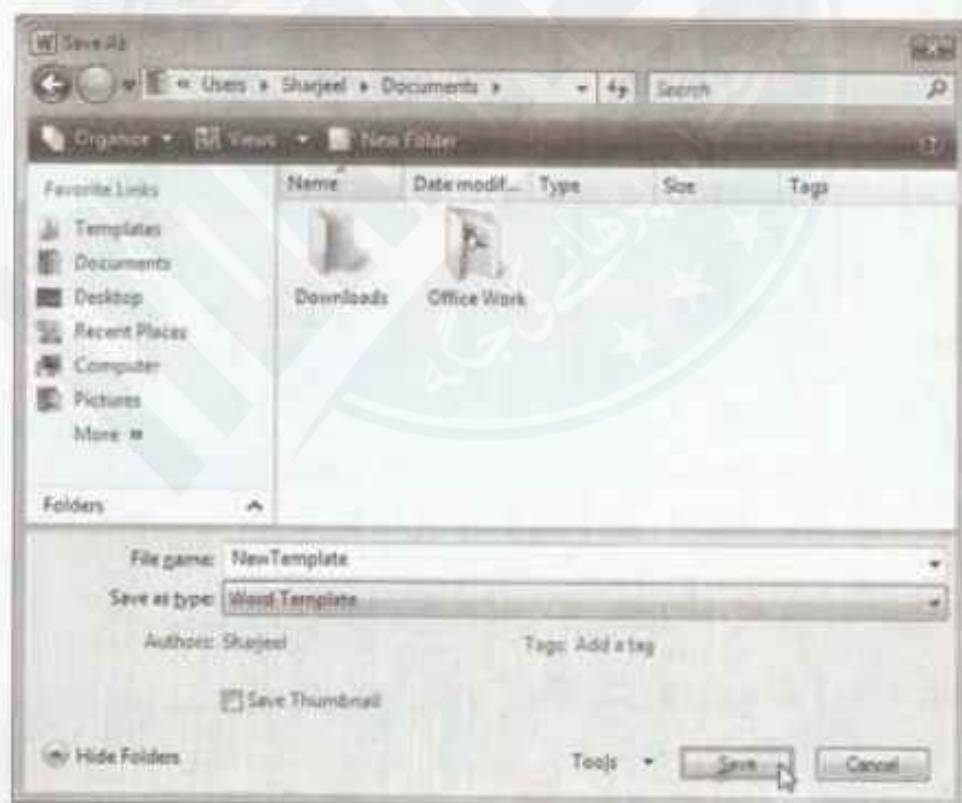 Save As
« Users ▸ Sharjeel ▸ Documents ▸
Search
Organize Views New Folder
Favorite Links
Templates
Documents
Desktop
Recent Places
Computer
Pictures
More »
Folders
Name Date modif... Type Size Tags
Downloads Office Work
File name: NewTemplate
Save as type: Word Template
Authors: Sharjeel Tags: Add a tag
Save Thumbnail
Hide Folders Tools Save Cancel